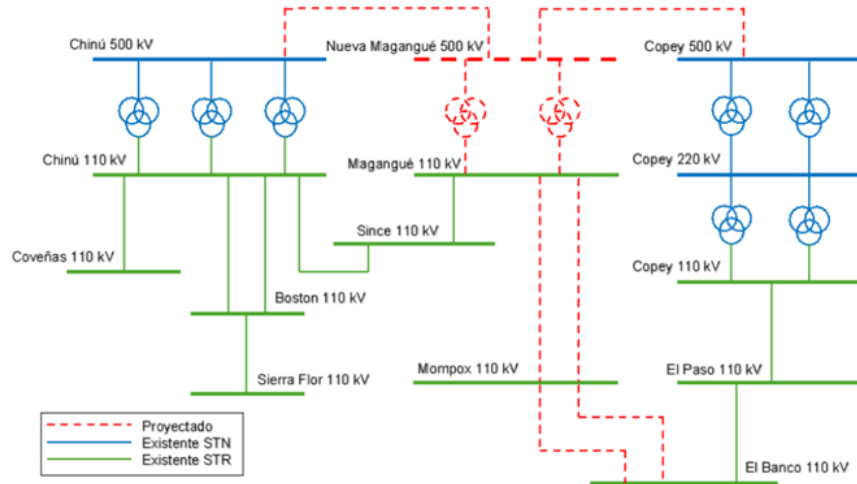 Chinú 500 kV
Nueva Magangué 500 kV
Copey 500 kV
Chinú 110 kV
Magangué 110 kV
Copey 220 kV
Since 110 kV
Coveñas 110 kV
Copey 110 kV
Boston 110 kV
Sierra Flor 110 kV
Mompox 110 kV
El Paso 110 kV
Proyectado
Existente STN
Existente STR
El Banco 110 kV